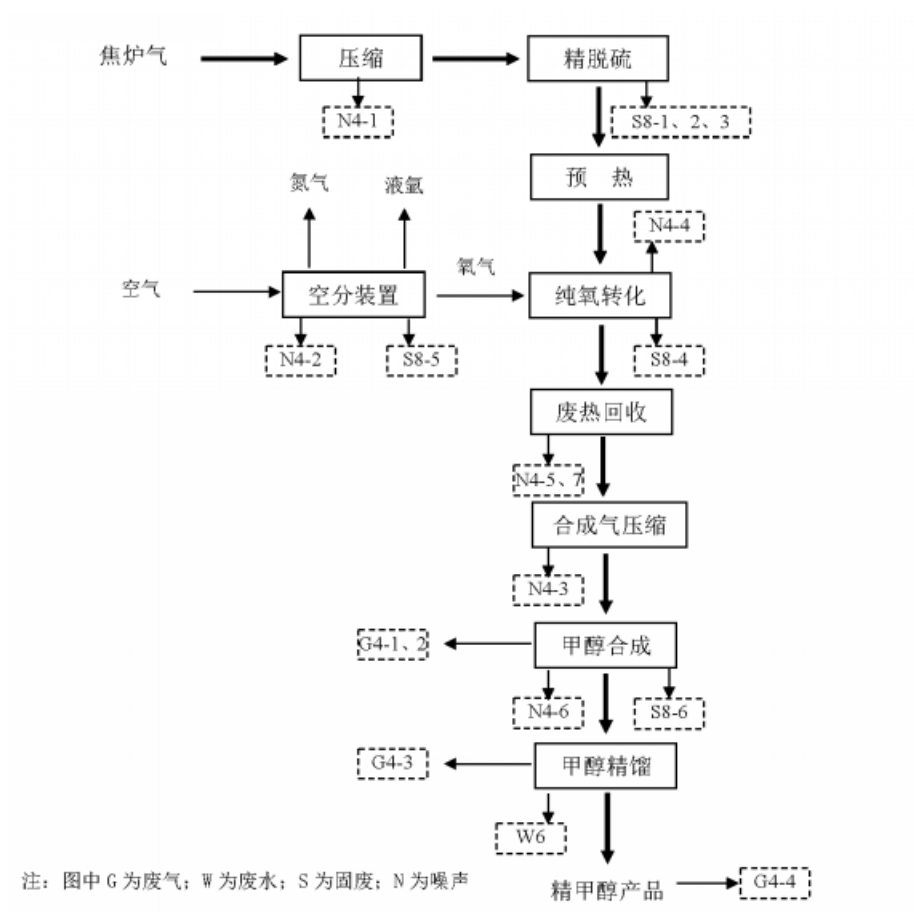 焦炉气
压缩
精脱硫
N4-1
S8-1、2、3
预 热
氮气
液氩
N4-4
空气
空分装置
氧气
纯氧转化
N4-2
S8-5
S8-4
废热回收
N4-5、7
合成气压缩
N4-3
G4-1、2
甲醇合成
N4-6
S8-6
G4-3
甲醇精馏
W6
注：图中 G 为废气；W 为废水；S 为固废；N 为噪声
精甲醇产品
G4-4